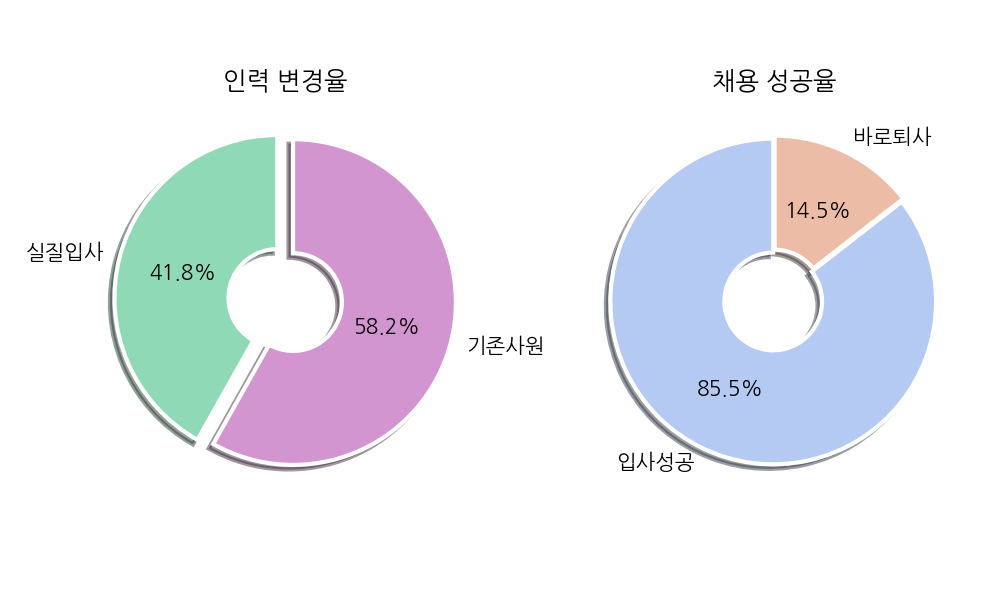 인력 변경율
실질입사
41.8%
58.2%
기존사원
채용 성공율
바로퇴사
14.5%
85.5%
입사성공